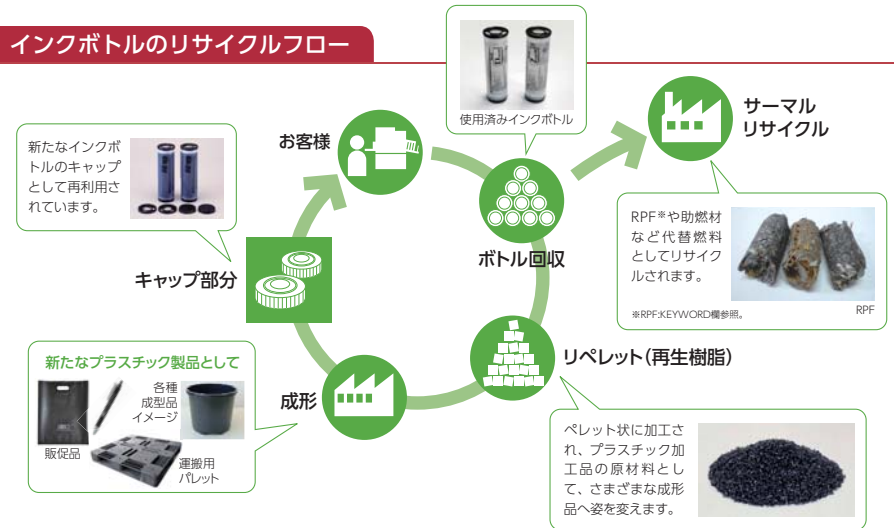 インクボトルのリサイクルフロー
使用済みインクボトル
サーマル
リサイクル
お客様
新たなインクボ
トルのキャップ
として再利用さ
れています。
RPF※や助燃材
など代替燃料
としてリサイク
ルされます。
※RPF:KEYWORD欄参照。
RPF
ボトル回収
キャップ部分
リペレット(再生樹脂)
新たなプラスチック製品として
各種
成型品
イメージ
販促品
運搬用
パレット
成形
ペレット状に加工さ
れ、プラスチック加
工品の原材料とし
て、さまざまな成形
品へ姿を変えます。